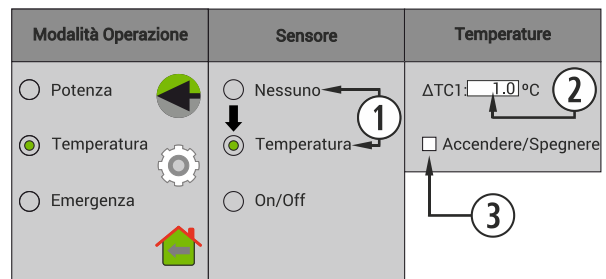 Modalità Operazione
Potenza
Temperatura
Emergenza
Sensore
Nessuno
1
Temperatura
On/Off
Temperature
ΔTC1: 1.0 ºC
2
Accendere/Spegnere
3